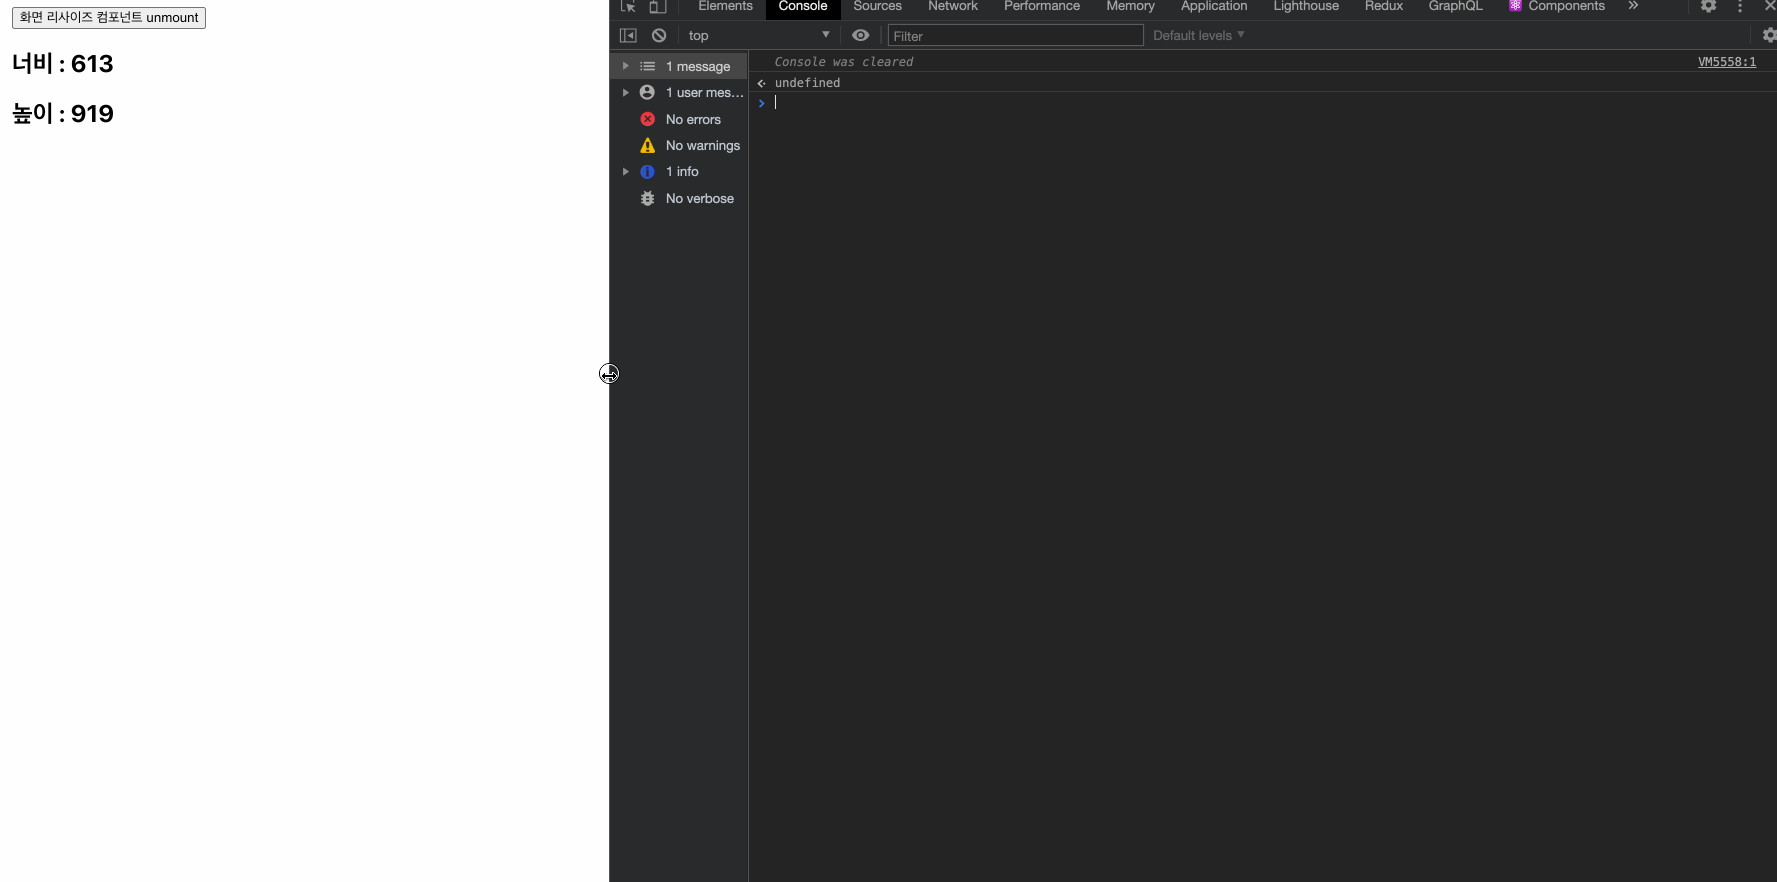 화면 리사이즈 컴포넌트 unmount
너비 : 613
높이 : 919
Elements Console Sources Network Performance Memory Application Lighthouse Redux GraphQL Components
top Filter Default levels
1 message
1 user mes...
No errors
No warnings
1 info
No verbose
Console was cleared VM5558:1
undefined